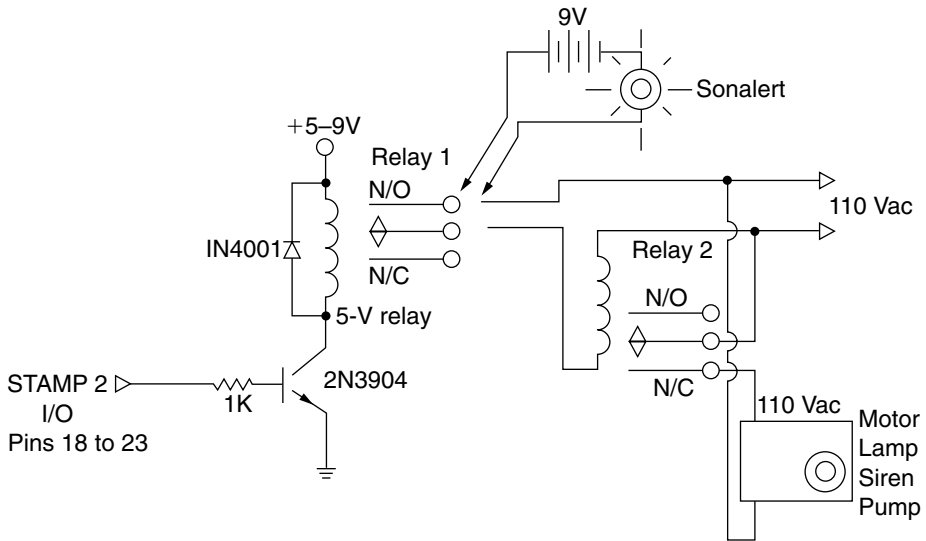 9V
Sonalert
+5–9V
Relay 1
N/O
110 Vac
IN4001
Relay 2
N/C
N/O
5-V relay
STAMP 2
2N3904
N/C
I/O
1K
110 Vac
Pins 18 to 23
Motor
Lamp
Siren
Pump